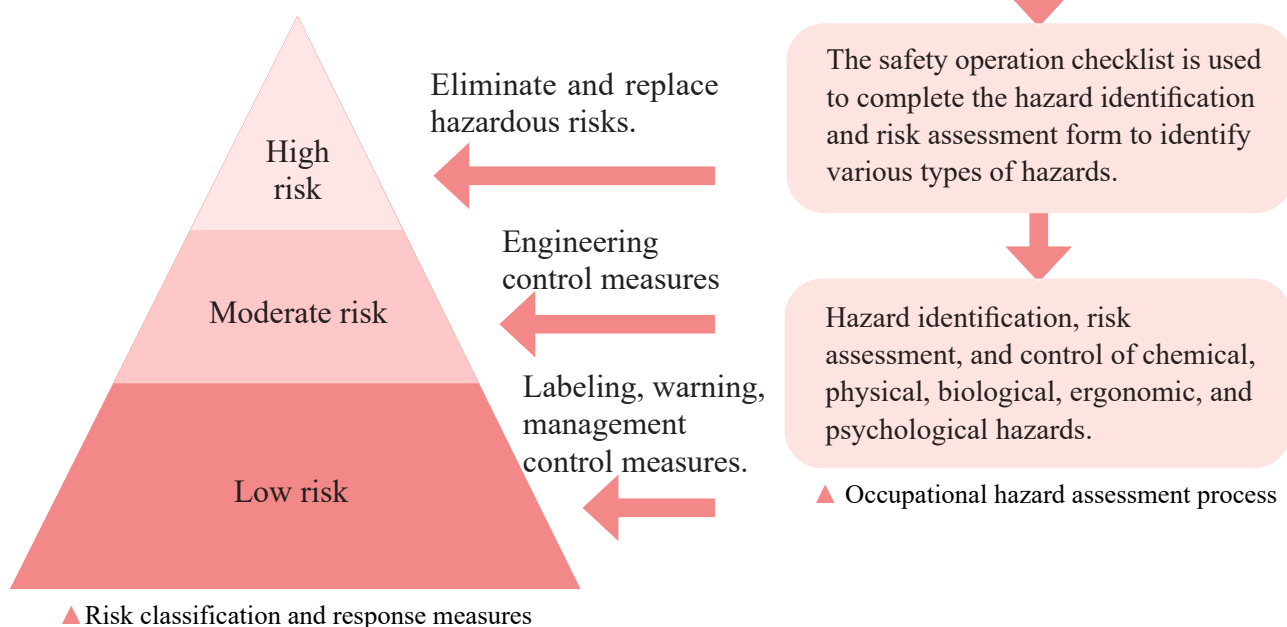 High
risk
Eliminate and replace
hazardous risks.
Moderate risk
Engineering
control measures
Low risk
Labeling, warning,
management
control measures.
▲ Risk classification and response measures
The safety operation checklist is used
to complete the hazard identification
and risk assessment form to identify
various types of hazards.
Hazard identification, risk
assessment, and control of chemical,
physical, biological, ergonomic, and
psychological hazards.
▲ Occupational hazard assessment process